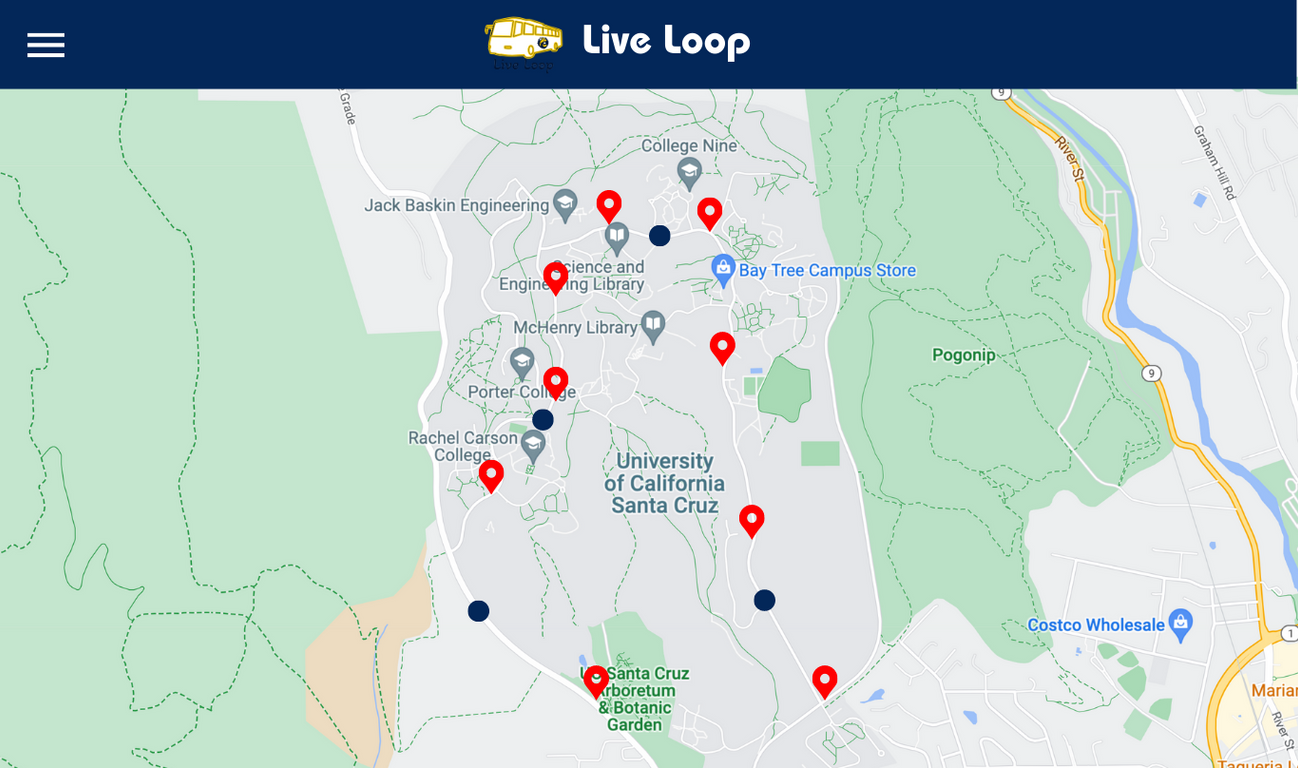 Live Loop
Live Loop
Grade
9
River St
Graham Hill Rd
College Nine
Jack Baskin Engineering
Science and
Engineering Library
Bay Tree Campus Store
McHenry Library
Pogonip
9
Porter College
Rachel Carson
College
University
of California
Santa Cruz
Costco Wholesale
1
UC Santa Cruz
Arboretum
& Botanic
Garden
Marian
River St
Taqueria L